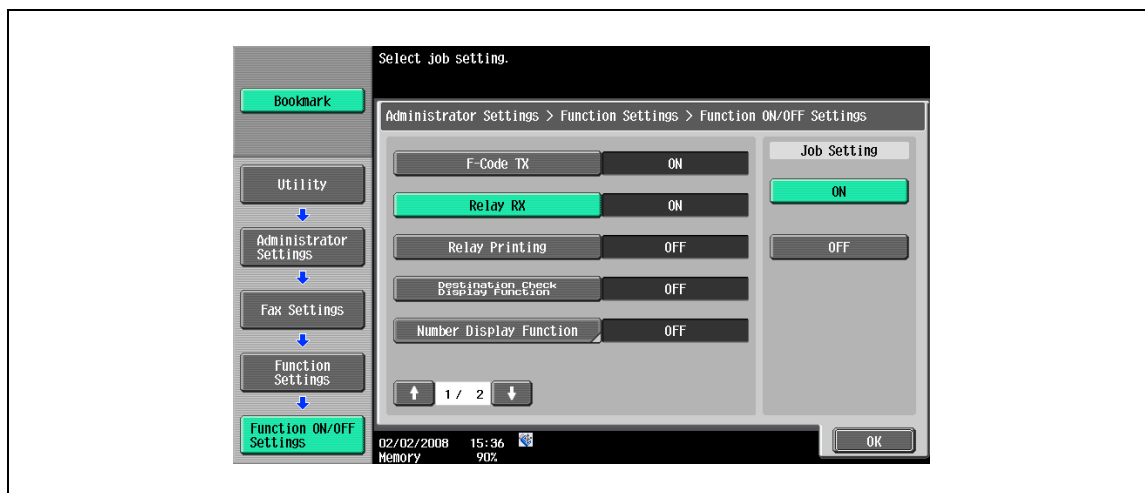 Select job setting.
Bookmark
Administrator Settings > Function Settings > Function ON/OFF Settings
Utility
Administrator
Settings
Fax Settings
Function
Settings
Function ON/OFF
Settings
F-Code TX ON
Relay RX ON
Relay Printing OFF
Destination Check
Display Function OFF
Number Display Function OFF
1/ 2
Job Setting
ON
OFF
02/02/2008 15:36
Memory 90%
OK